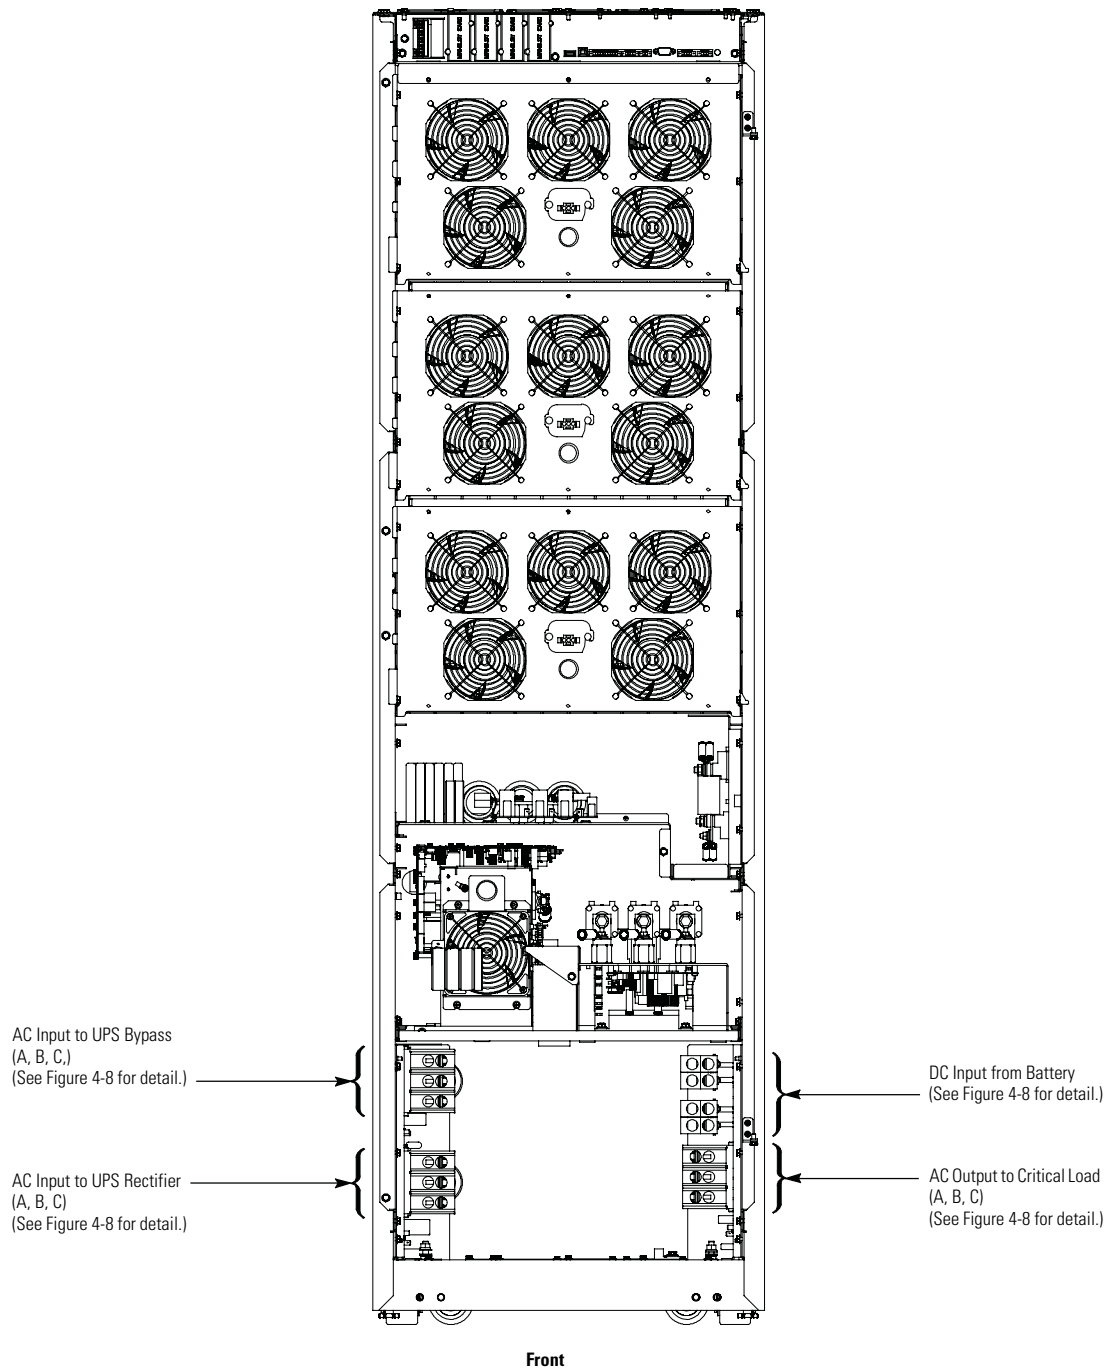 AC Input to UPS Bypass
(A, B, C,)
(See Figure 4-8 for detail.)
AC Input to UPS Rectifier
(A, B, C)
(See Figure 4-8 for detail.)
DC Input from Battery
(See Figure 4-8 for detail.)
AC Output to Critical Load
(A, B, C)
(See Figure 4-8 for detail.)
Front